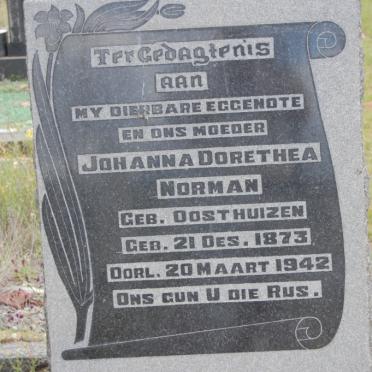 Ter Gedagtenis
AAN
MY DIERBARE EGGENOTE
EN ONS MOEDER
JOHANNA DORETHEA
NORMAN
GEB. OOSTHUIZEN
GEB. 21 DES. 1873
OORL. 20 MAART 1942
ONS GUN U DIE RUS.